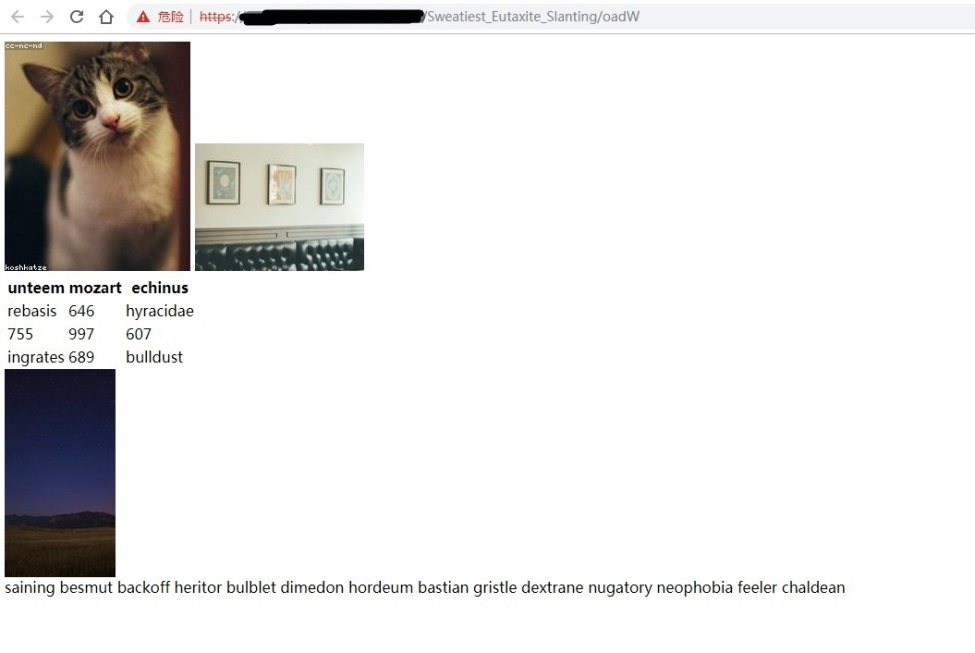 危险 https:/ /Sweatiest_Eutaxite_Slanting/oadW
cc-nc-nd
koshkatze
unteem mozart echinus
rebasis 646 hyracidae
755 997 607
ingrates 689 bulldust
saining besmut backoff heritor bulblet dimedon hordeum bastian gristle dextrane nugatory neophobia feeler chaldean